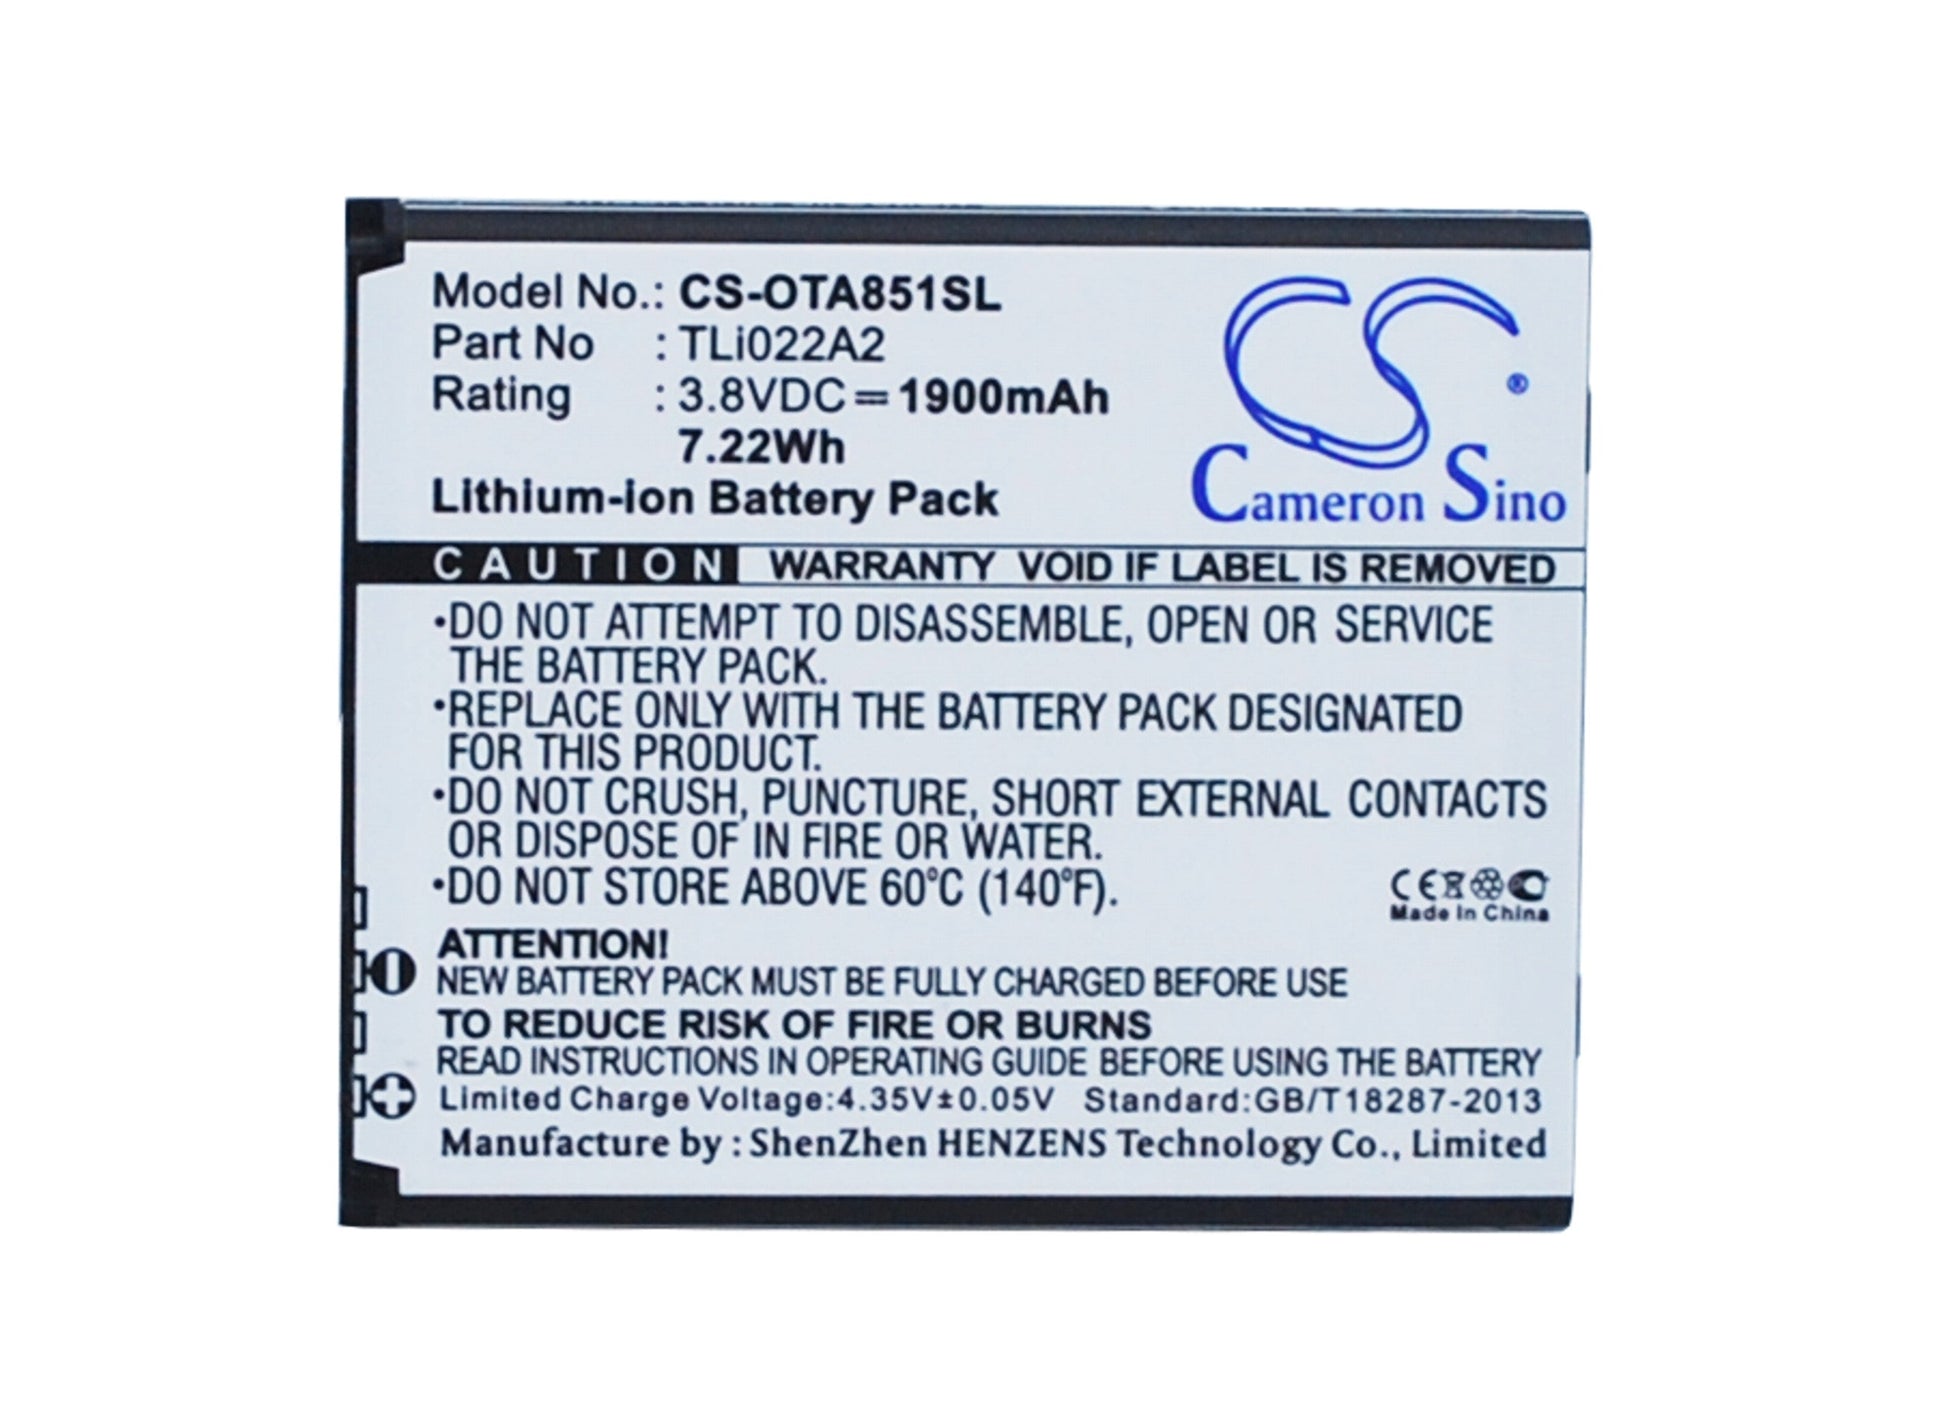 Model No.: CS-OTA851SL
Part No : TLi022A2
Rating : 3.8VDC⎓1900mAh
7.22Wh
Lithium-ion Battery Pack
CS®
Cameron Sino
CAUTION WARRANTY VOID IF LABEL IS REMOVED
•DO NOT ATTEMPT TO DISASSEMBLE, OPEN OR SERVICE
THE BATTERY PACK.
•REPLACE ONLY WITH THE BATTERY PACK DESIGNATED
FOR THIS PRODUCT.
•DO NOT CRUSH, PUNCTURE, SHORT EXTERNAL CONTACTS
OR DISPOSE OF IN FIRE OR WATER.
•DO NOT STORE ABOVE 60°C (140°F).
CE
Made In China
ATTENTION!
NEW BATTERY PACK MUST BE FULLY CHARGED BEFORE USE
TO REDUCE RISK OF FIRE OR BURNS
READ INSTRUCTIONS IN OPERATING GUIDE BEFORE USING THE BATTERY
Limited Charge Voltage:4.35V±0.05V Standard:GB/T18287-2013
Manufacture by : ShenZhen HENZENS Technology Co., Limited